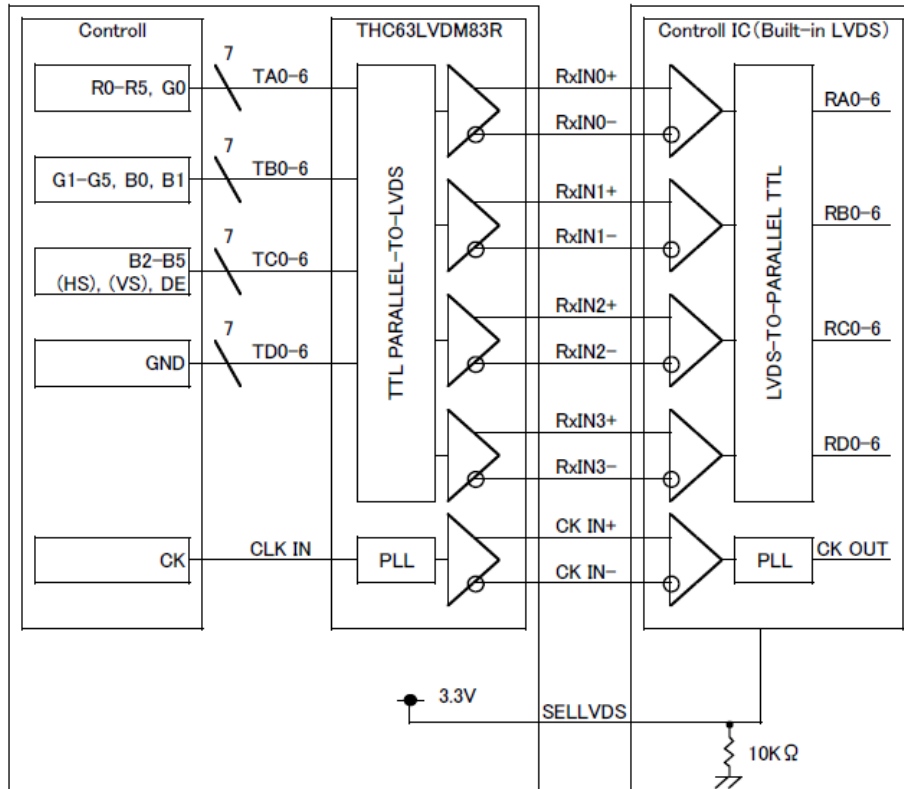 Controll
THC63LVDM83R
Controll IC(Built-in LVDS)
R0-R5, G0
7
TA0-6
RxIN0+
RxIN0-
RA0-6
G1-G5, B0, B1
7
TB0-6
RxIN1+
RxIN1-
RB0-6
B2-B5
(HS), (VS), DE
7
TC0-6
RxIN2+
RxIN2-
RC0-6
GND
7
TD0-6
RxIN3+
RxIN3-
RD0-6
TTL PARALLEL-TO-LVDS
LVDS-TO-PARALLEL TTL
CK
CLK IN
PLL
CK IN+
CK IN-
PLL
CK OUT
3.3V
SELLVDS
10KΩ